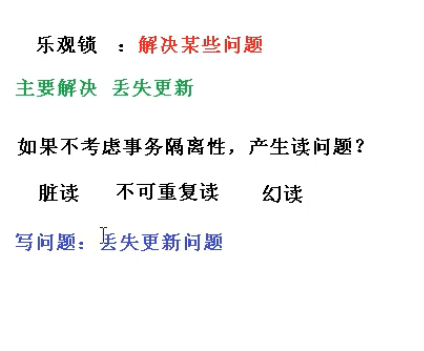 乐观锁 ：解决某些问题
主要解决 丢失更新
如果不考虑事务隔离性，产生读问题？
脏读 不可重复读 幻读
写问题：丢失更新问题